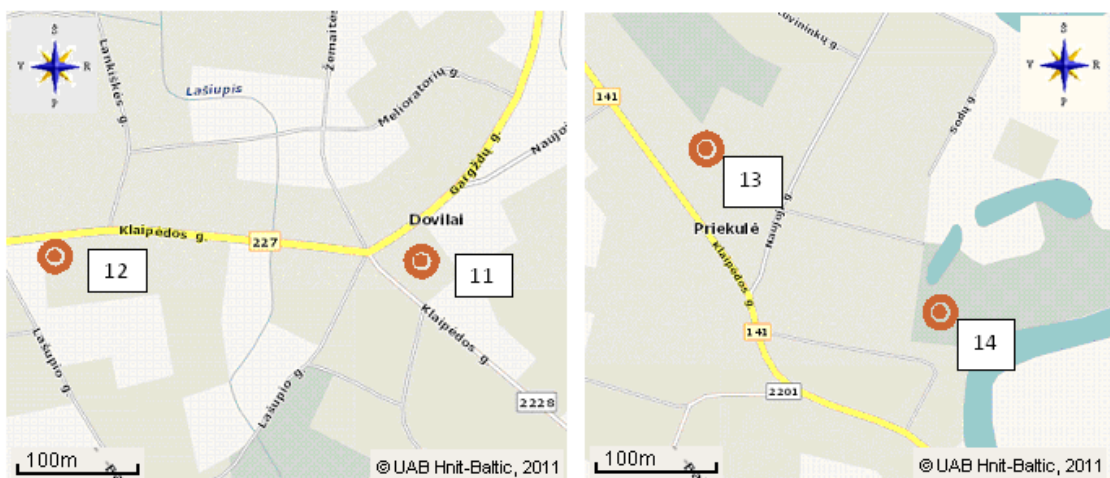 S
Y R
P
Lankiškės g.
Lašiupis
Žemaitės
Melioratorių g.
Gargždų g.
Naujoji
Dovilai
Klaipėdos g.
227
12
11
Klaipėdos g.
Lašupio g.
Lašupio g.
2228
100m
© UAB Hnit-Baltic, 2011
S
Y R
P
141
Sodų g.
13
Naujoji g.
Priekulė
Klaipėdos g.
141
14
2201
100m
© UAB Hnit-Baltic, 2011